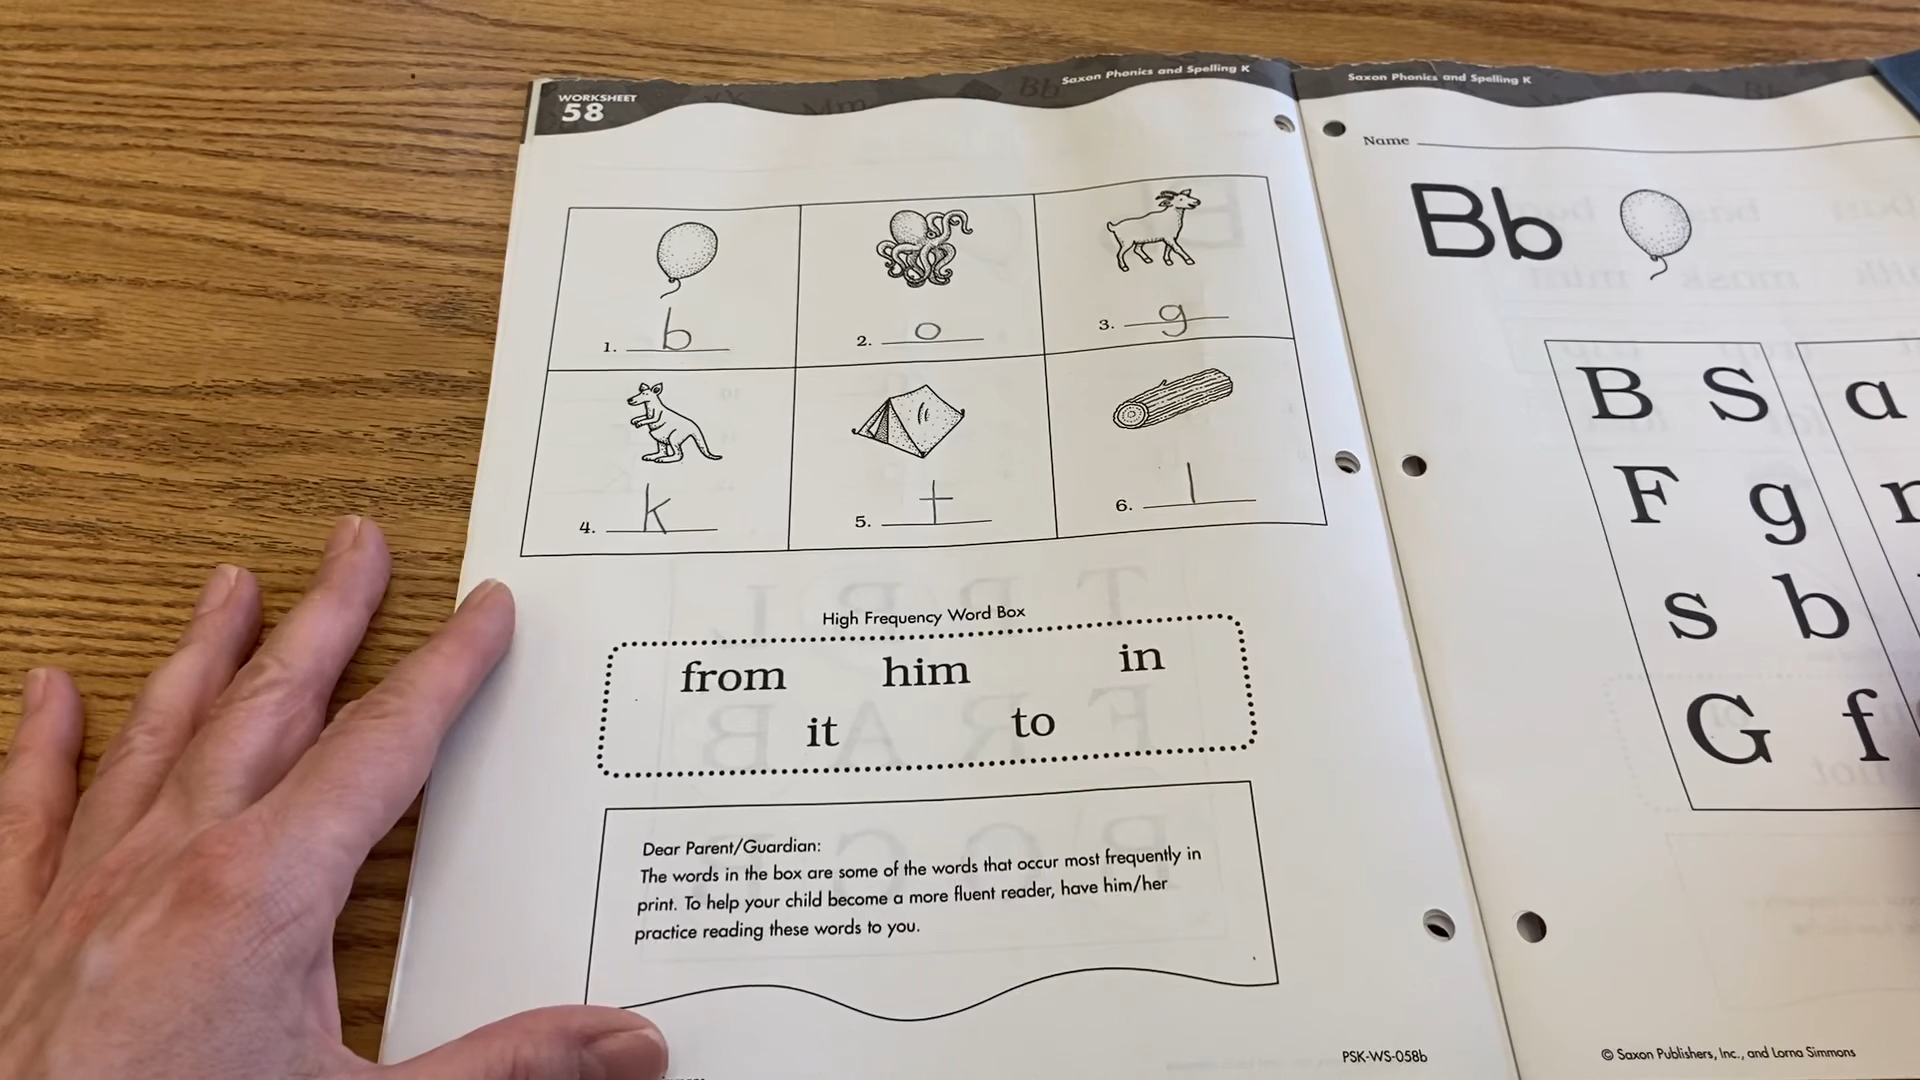 WORKSHEET
58
Saxon Phonics and Spelling K
1. b
2. o
3. g
4. k
5. t
6. l
High Frequency Word Box
from him in
it to
Dear Parent/Guardian:
The words in the box are some of the words that occur most frequently in
print. To help your child become a more fluent reader, have him/her
practice reading these words to you.
PSK-WS-058b
Saxon Phonics and Spelling K
Name
Bb
B S
F g
s b
G f
a
© Saxon Publishers, Inc., and Lorna Simmons